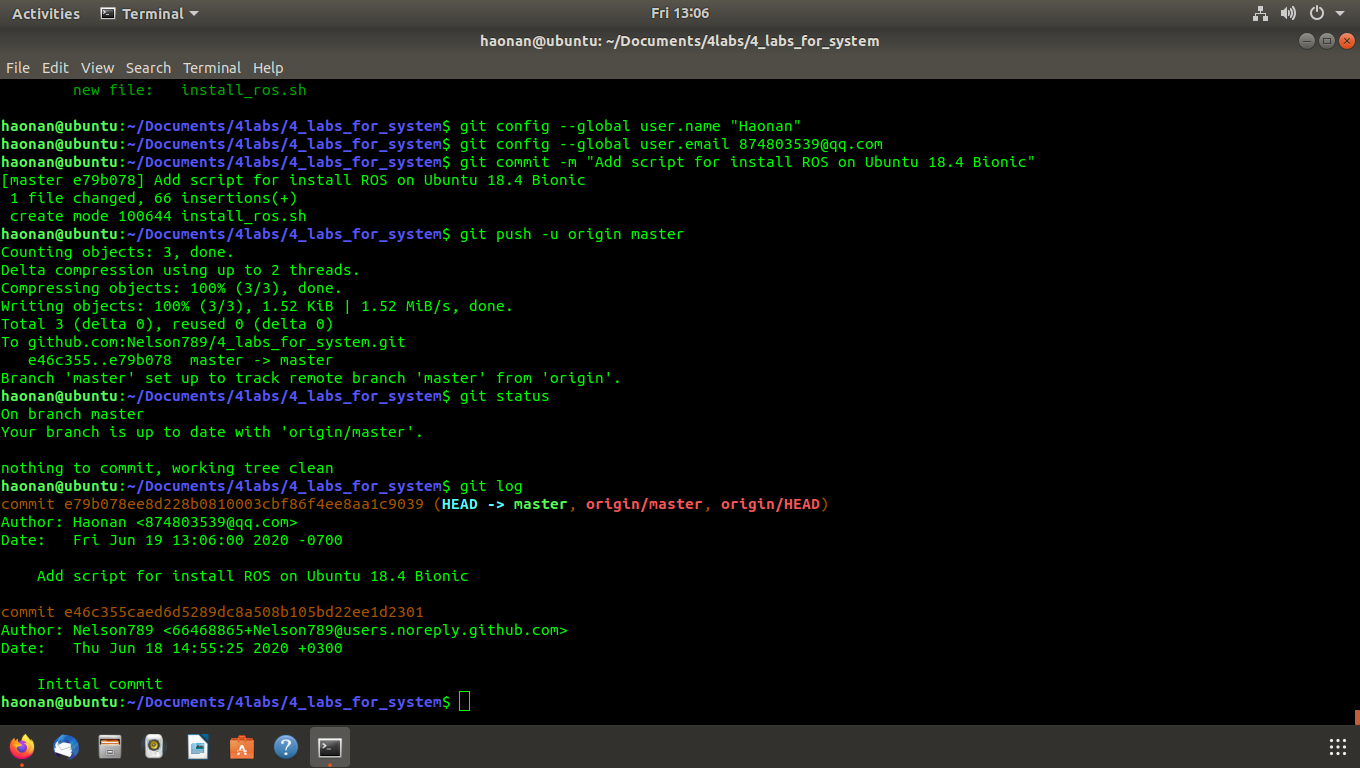 Activities Terminal Fri 13:06
haonan@ubuntu: ~/Documents/4labs/4_labs_for_system
File Edit View Search Terminal Help
        new file:   install_ros.sh

haonan@ubuntu:~/Documents/4labs/4_labs_for_system$ git config --global user.name "Haonan"
haonan@ubuntu:~/Documents/4labs/4_labs_for_system$ git config --global user.email 874803539@qq.com
haonan@ubuntu:~/Documents/4labs/4_labs_for_system$ git commit -m "Add script for install ROS on Ubuntu 18.4 Bionic"
[master e79b078] Add script for install ROS on Ubuntu 18.4 Bionic
 1 file changed, 66 insertions(+)
 create mode 100644 install_ros.sh
haonan@ubuntu:~/Documents/4labs/4_labs_for_system$ git push -u origin master
Counting objects: 3, done.
Delta compression using up to 2 threads.
Compressing objects: 100% (3/3), done.
Writing objects: 100% (3/3), 1.52 KiB | 1.52 MiB/s, done.
Total 3 (delta 0), reused 0 (delta 0)
To github.com:Nelson789/4_labs_for_system.git
   e46c355..e79b078  master -> master
Branch 'master' set up to track remote branch 'master' from 'origin'.
haonan@ubuntu:~/Documents/4labs/4_labs_for_system$ git status
On branch master
Your branch is up to date with 'origin/master'.

nothing to commit, working tree clean
haonan@ubuntu:~/Documents/4labs/4_labs_for_system$ git log
commit e79b078ee8d228b0810003cbf86f4ee8aa1c9039 (HEAD -> master, origin/master, origin/HEAD)
Author: Haonan <874803539@qq.com>
Date:   Fri Jun 19 13:06:00 2020 -0700

    Add script for install ROS on Ubuntu 18.4 Bionic

commit e46c355caed6d5289dc8a508b105bd22ee1d2301
Author: Nelson789 <66468865+Nelson789@users.noreply.github.com>
Date:   Thu Jun 18 14:55:25 2020 +0300

    Initial commit
haonan@ubuntu:~/Documents/4labs/4_labs_for_system$